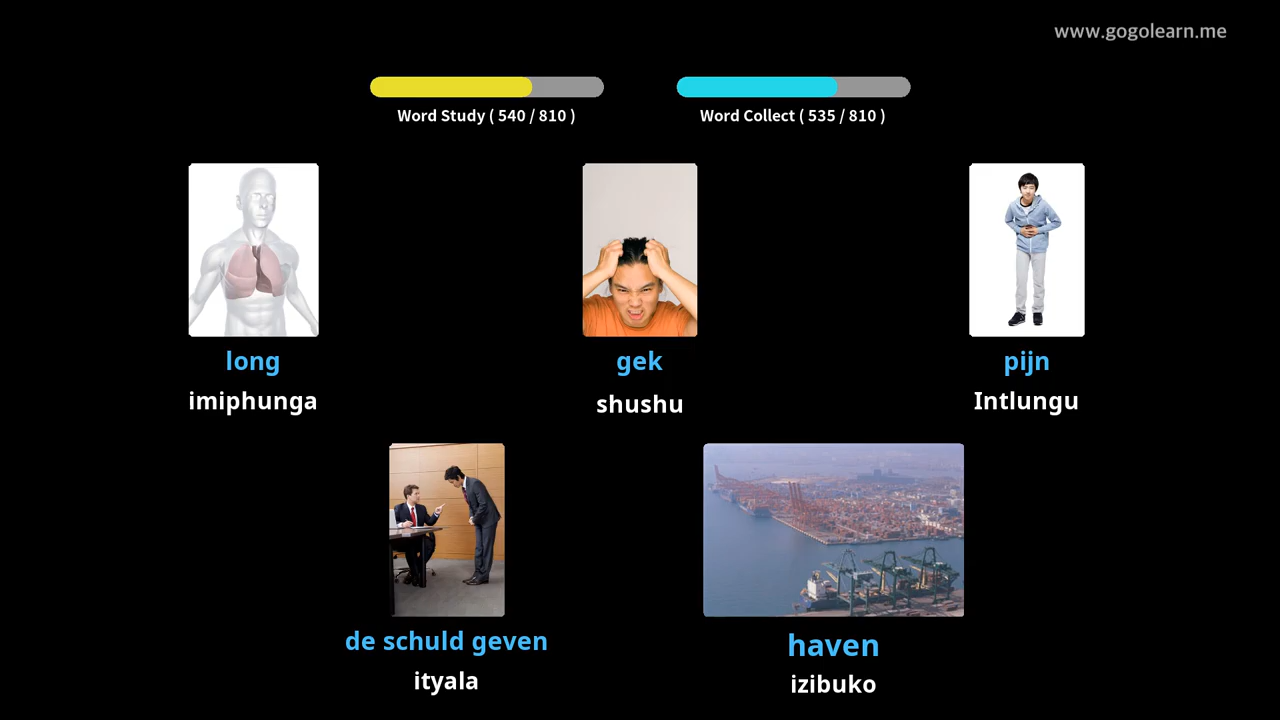 www.gogolearn.me
Word Study ( 540 / 810 )
Word Collect ( 535 / 810 )
long
imiphunga
gek
shushu
pijn
Intlungu
de schuld geven
ityala
haven
izibuko